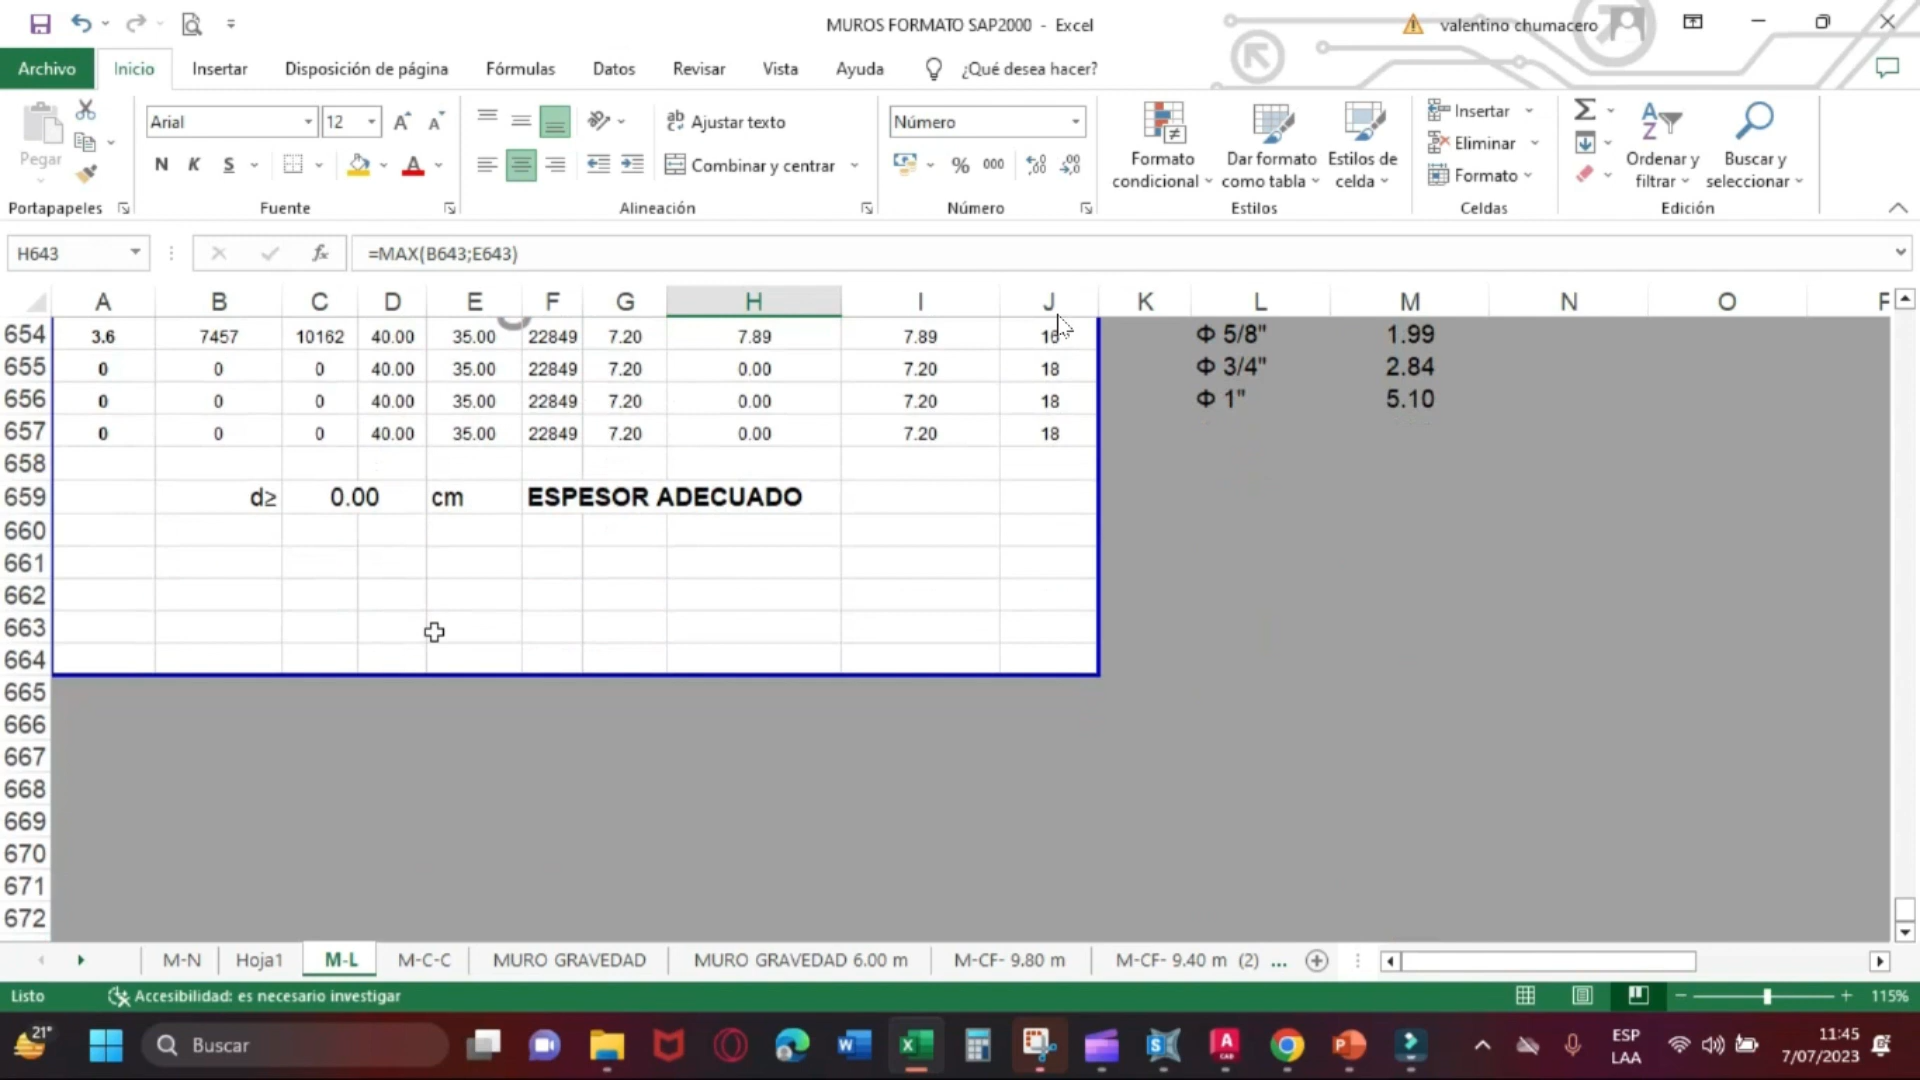 MUROS FORMATO SAP2000 - Excel
valentino chumacero
Archivo Inicio Insertar Disposición de página Fórmulas Datos Revisar Vista Ayuda ¿Qué desea hacer?
Pegar
Arial 12
N K S
ab Ajustar texto
Combinar y centrar
Número
% 000
Formato condicional
Dar formato como tabla
Estilos de celda
Insertar
Eliminar
Formato
Ordenar y filtrar
Buscar y seleccionar
Portapapeles Fuente Alineación Número Estilos Celdas Edición
H643 fx =MAX(B643;E643)
A B C D E F G H I J K L M N O
654 3.6 7457 10162 40.00 35.00 22849 7.20 7.89 7.89 16 Φ 5/8" 1.99
655 0 0 0 40.00 35.00 22849 7.20 0.00 7.20 18 Φ 3/4" 2.84
656 0 0 0 40.00 35.00 22849 7.20 0.00 7.20 18 Φ 1" 5.10
657 0 0 0 40.00 35.00 22849 7.20 0.00 7.20 18
658
659 d≥ 0.00 cm ESPESOR ADECUADO
660
661
662
663
664
665
666
667
668
669
670
671
672
M-N Hoja1 M-L M-C-C MURO GRAVEDAD MURO GRAVEDAD 6.00 m M-CF- 9.80 m M-CF- 9.40 m (2) ...
Listo Accesibilidad: es necesario investigar 115%
21° Buscar ESP LAA 11:45 7/07/2023